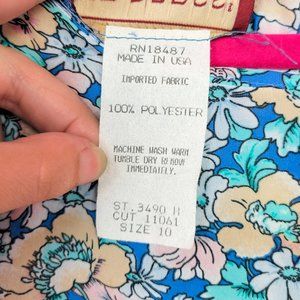 RN18487
MADE IN USA
IMPORTED FABRIC
100% POLYESTER
MACHINE WASH WARM
TUMBLE DRY REMOVE
IMMEDIATELY.
ST. 3490 H
CUT 11061
SIZE 10